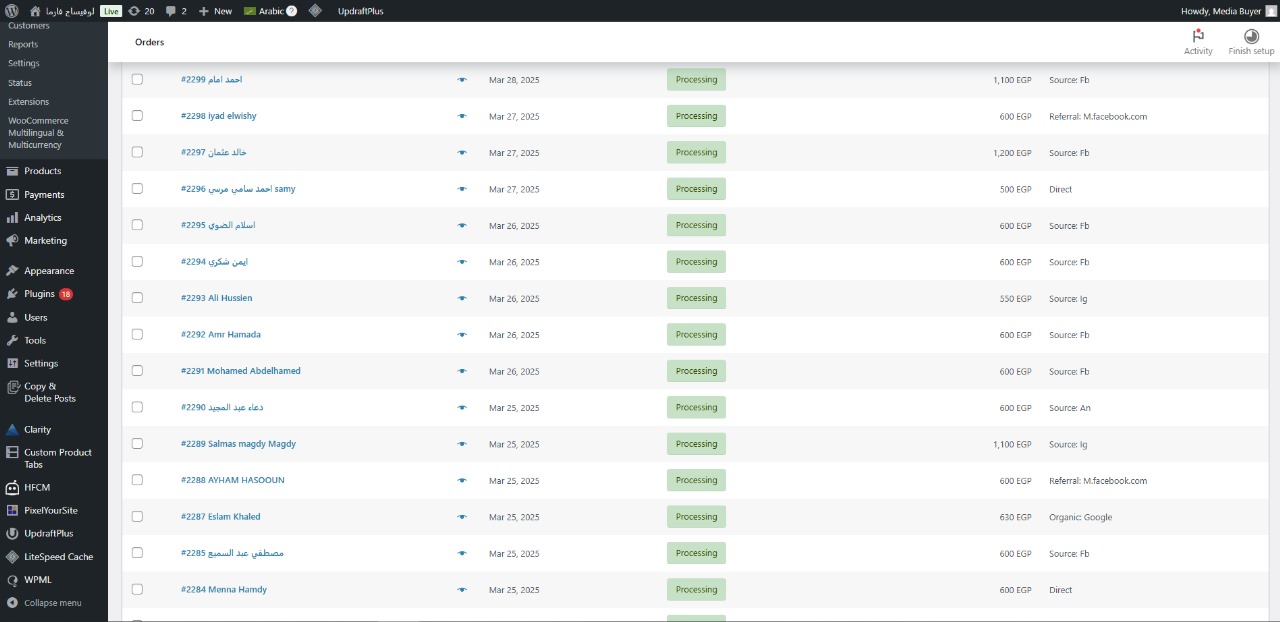 لوفيساج فارما Live 20 2 New Arabic UpdraftPlus Howdy, Media Buyer
Customers
Reports
Settings
Status
Extensions
WooCommerce
Multilingual &
Multicurrency
Products
Payments
Analytics
Marketing
Appearance
Plugins 18
Users
Tools
Settings
Copy &
Delete Posts
Clarity
Custom Product
Tabs
HFCM
PixelYourSite
UpdraftPlus
LiteSpeed Cache
WPML
Collapse menu
Orders
Activity Finish setup
#2299 احمد امام Mar 28, 2025 Processing 1,100 EGP Source: Fb
#2298 iyad elwishy Mar 27, 2025 Processing 600 EGP Referral: M.facebook.com
#2297 خالد عثمان Mar 27, 2025 Processing 1,200 EGP Source: Fb
#2296 احمد سامي مرسي samy Mar 27, 2025 Processing 500 EGP Direct
#2295 اسلام الضوي Mar 26, 2025 Processing 600 EGP Source: Fb
#2294 ايمن شكري Mar 26, 2025 Processing 600 EGP Source: Fb
#2293 Ali Hussien Mar 26, 2025 Processing 550 EGP Source: Ig
#2292 Amr Hamada Mar 26, 2025 Processing 600 EGP Source: Fb
#2291 Mohamed Abdelhamed Mar 26, 2025 Processing 600 EGP Source: Fb
#2290 دعاء عبد المجيد Mar 25, 2025 Processing 600 EGP Source: An
#2289 Salmas magdy Magdy Mar 25, 2025 Processing 1,100 EGP Source: Ig
#2288 AYHAM HASOOUN Mar 25, 2025 Processing 600 EGP Referral: M.facebook.com
#2287 Eslam Khaled Mar 25, 2025 Processing 630 EGP Organic: Google
#2285 مصطفي عبد السميع Mar 25, 2025 Processing 600 EGP Source: Fb
#2284 Menna Hamdy Mar 25, 2025 Processing 600 EGP Direct